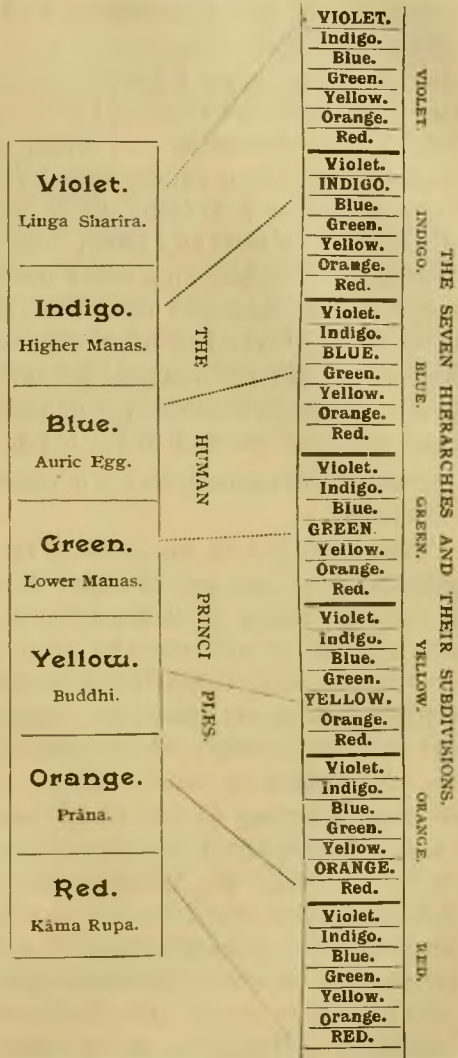 Violet.
Linga Sharîra.
Indigo.
Higher Manas.
Blue.
Auric Egg.
Green.
Lower Manas.
Yellow.
Buddhi.
Orange.
Prâna.
Red.
Kâma Rupa.
THE HUMAN PRINCIPLES.
VIOLET.
Indigo.
Blue.
Green.
Yellow.
Orange.
Red.
Violet.
INDIGO.
Blue.
Green.
Yellow.
Orange.
Red.
Violet.
Indigo.
BLUE.
Green.
Yellow.
Orange.
Red.
Violet.
Indigo.
Blue.
GREEN.
Yellow.
Orange.
Red.
Violet.
Indigo.
Blue.
Green.
YELLOW.
Orange.
Red.
Violet.
Indigo.
Blue.
Green.
Yellow.
ORANGE.
Red.
Violet.
Indigo.
Blue.
Green.
Yellow.
Orange.
RED.
VIOLET.
INDIGO.
BLUE.
GREEN.
YELLOW.
ORANGE.
RED.
THE SEVEN HIERARCHIES AND THEIR SUBDIVISIONS.